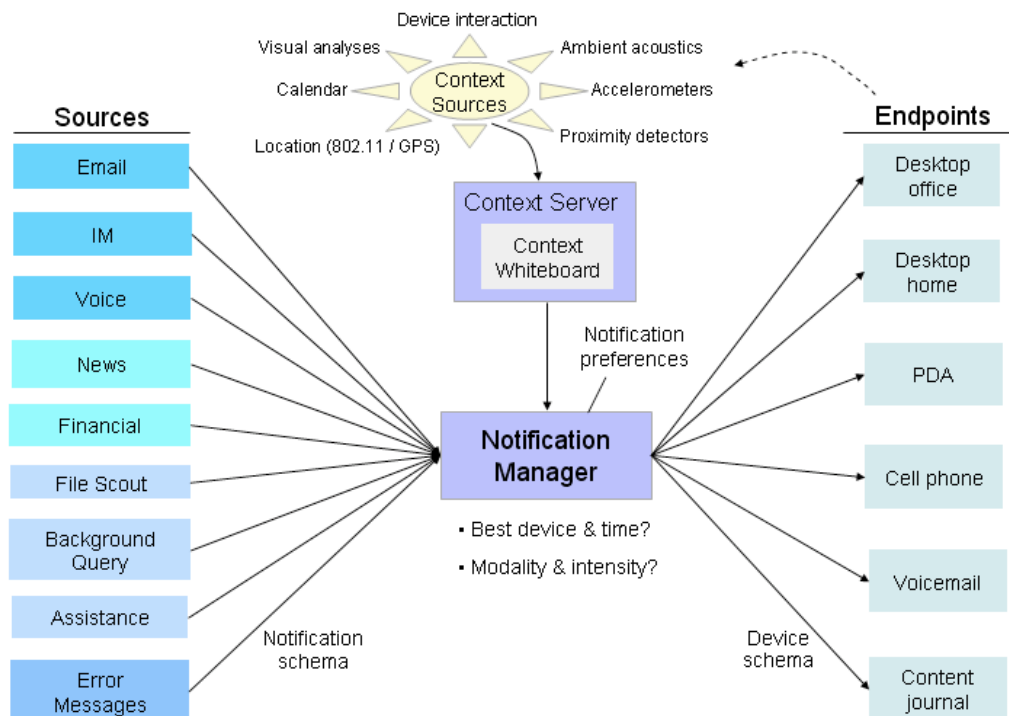 Device interaction
Visual analyses
Ambient acoustics
Calendar
Context
Sources
Accelerometers
Location (802.11 / GPS)
Proximity detectors
Sources
Email
IM
Voice
News
Financial
File Scout
Background
Query
Assistance
Error
Messages
Notification
schema
Context Server
Context
Whiteboard
Notification
preferences
Notification
Manager
▪ Best device & time?
▪ Modality & intensity?
Endpoints
Desktop
office
Desktop
home
PDA
Cell phone
Voicemail
Content
journal
Device
schema